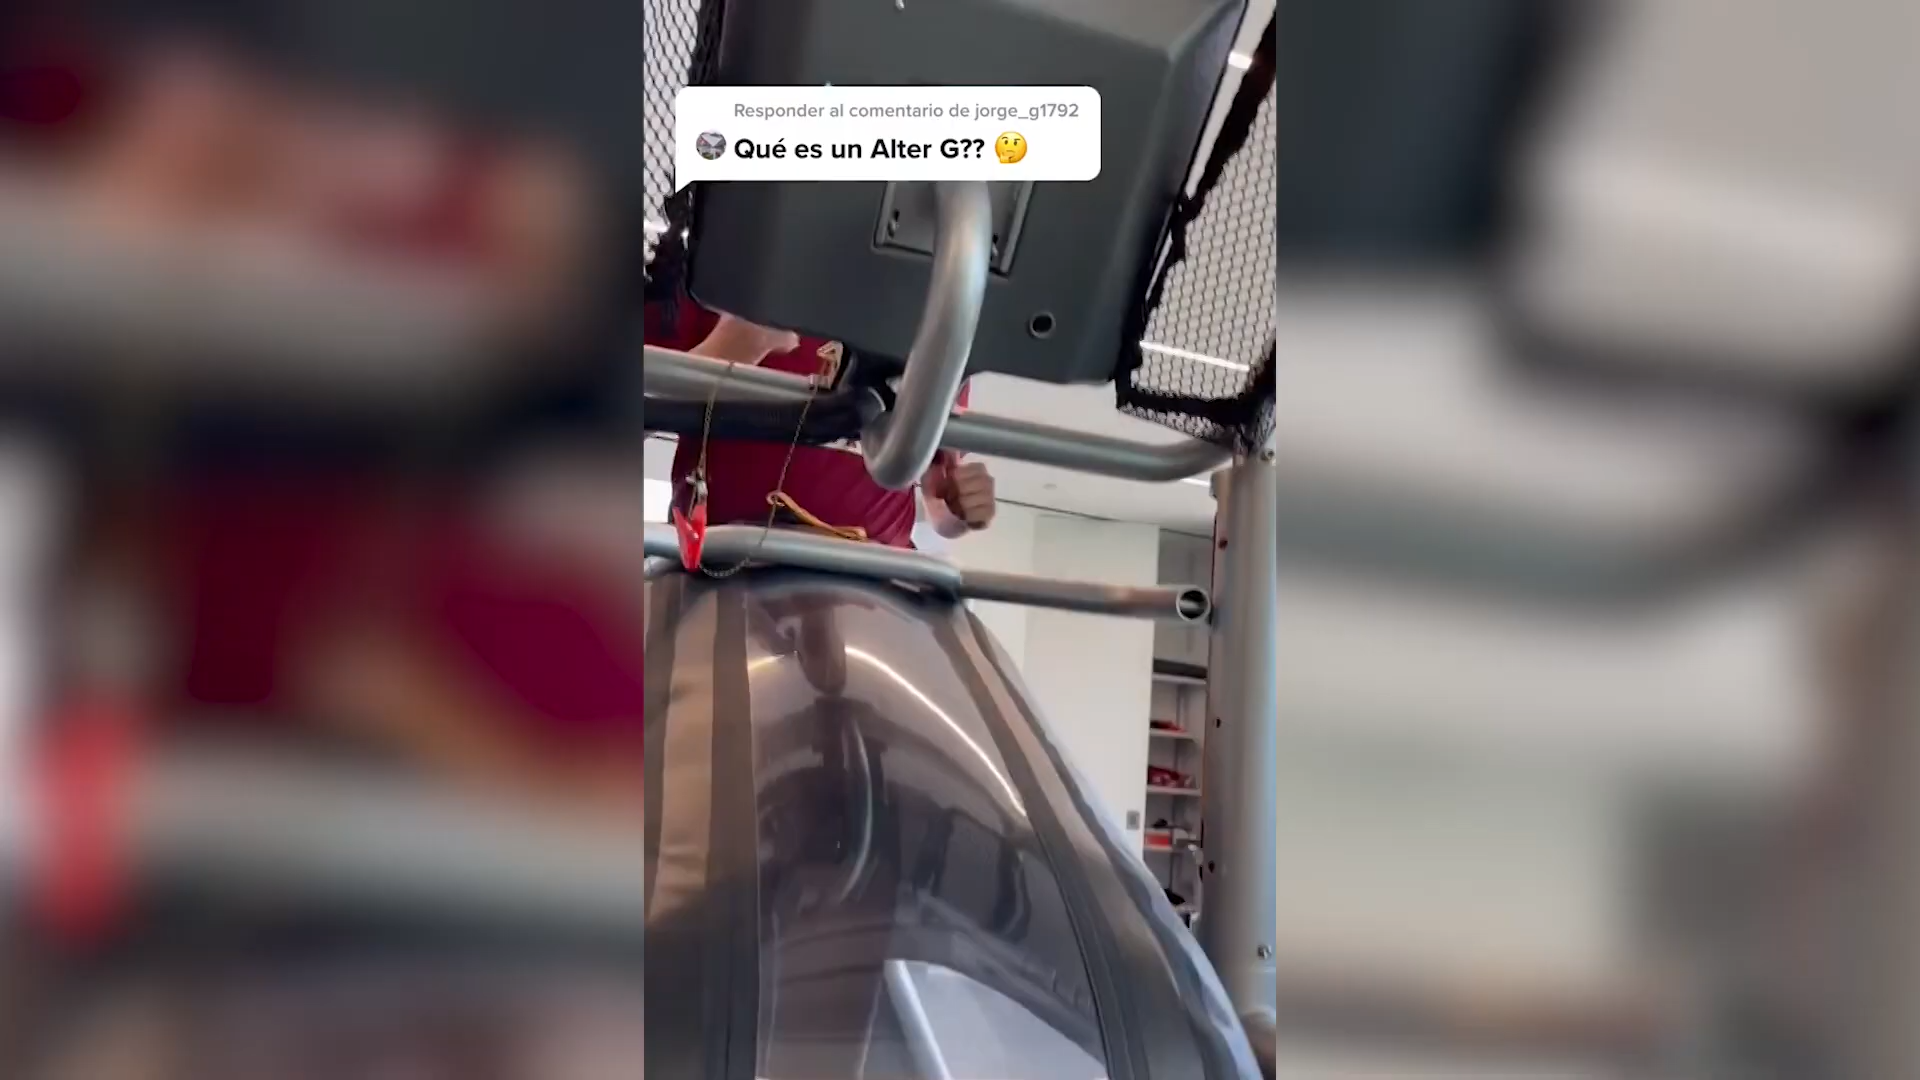 Responder al comentario de jorge_g1792
Qué es un Alter G?? 🤔